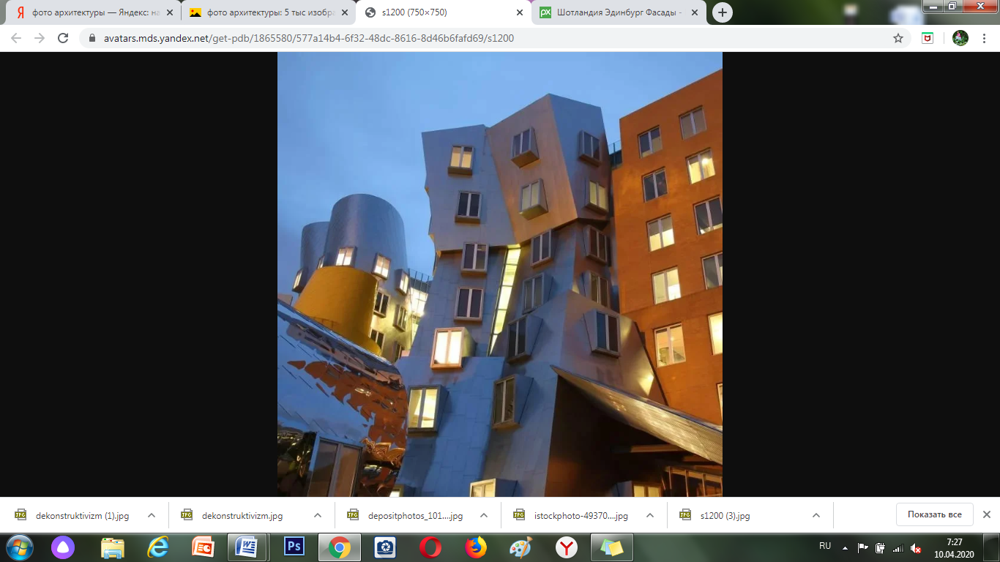 фото архитектуры — Яндекс: на
фото архитектуры: 5 тыс изобра
s1200 (750×750)
Шотландия Эдинбург Фасады -
avatars.mds.yandex.net/get-pdb/1865580/577a14b4-6f32-48dc-8616-8d46b6fafd69/s1200
dekonstruktivizm (1).jpg
dekonstruktivizm.jpg
depositphotos_101....jpg
istockphoto-49370....jpg
s1200 (3).jpg
Показать все
RU
7:27
10.04.2020